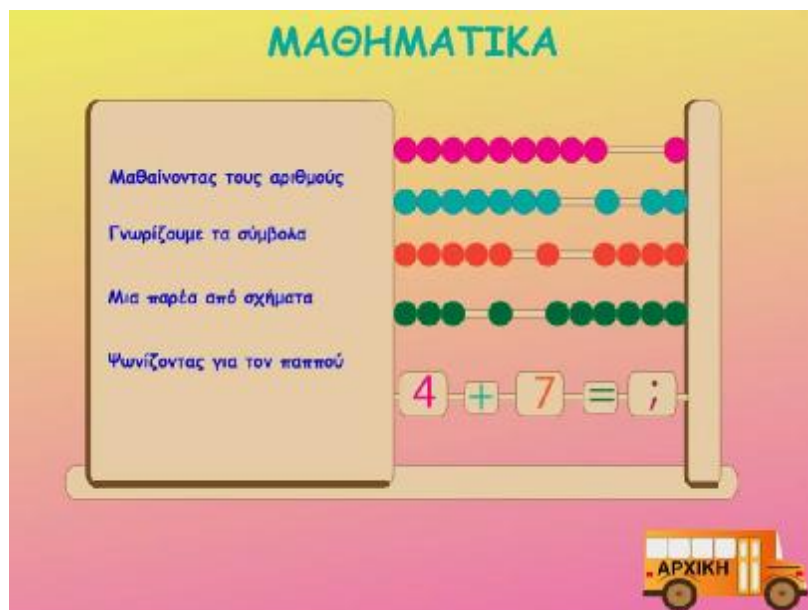 ΜΑΘΗΜΑΤΙΚΑ
Μαθαίνοντας τους αριθμούς
Γνωρίζουμε τα σύμβολα
Μια παρέα από σχήματα
Ψωνίζοντας για τον παππού
4 + 7 = ;
ΑΡΧΙΚΗ